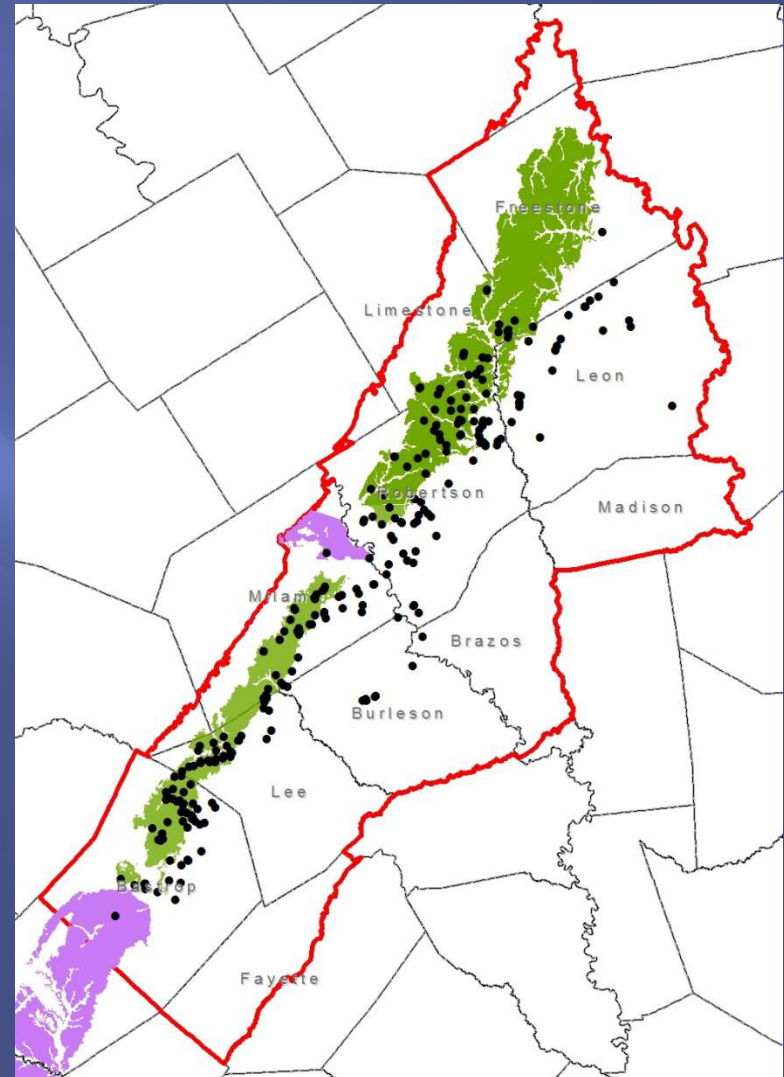 Freestone
Limestone
Leon
Robertson
Madison
Milam
Brazos
Burleson
Lee
Bastrop
Fayette